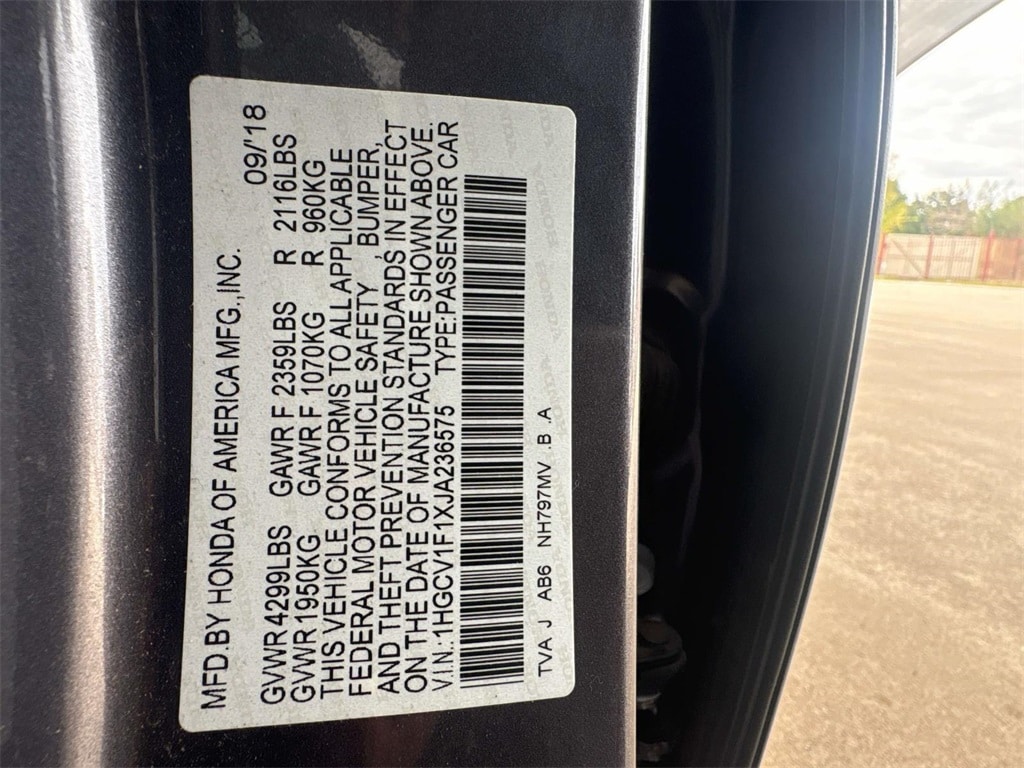 MFD.BY HONDA OF AMERICA MFG.,INC. 09/'18
GVWR 4299LBS GAWR F 2359LBS R 2116LBS
GVWR 1950KG GAWR F 1070KG R 960KG
THIS VEHICLE CONFORMS TO ALL APPLICABLE
FEDERAL MOTOR VEHICLE SAFETY , BUMPER,
AND THEFT PREVENTION STANDARDS IN EFFECT
ON THE DATE OF MANUFACTURE SHOWN ABOVE.
V.I.N.:1HGCV1F1XJA236575 TYPE:PASSENGER CAR
TVA J AB6 NH797MV .B .A